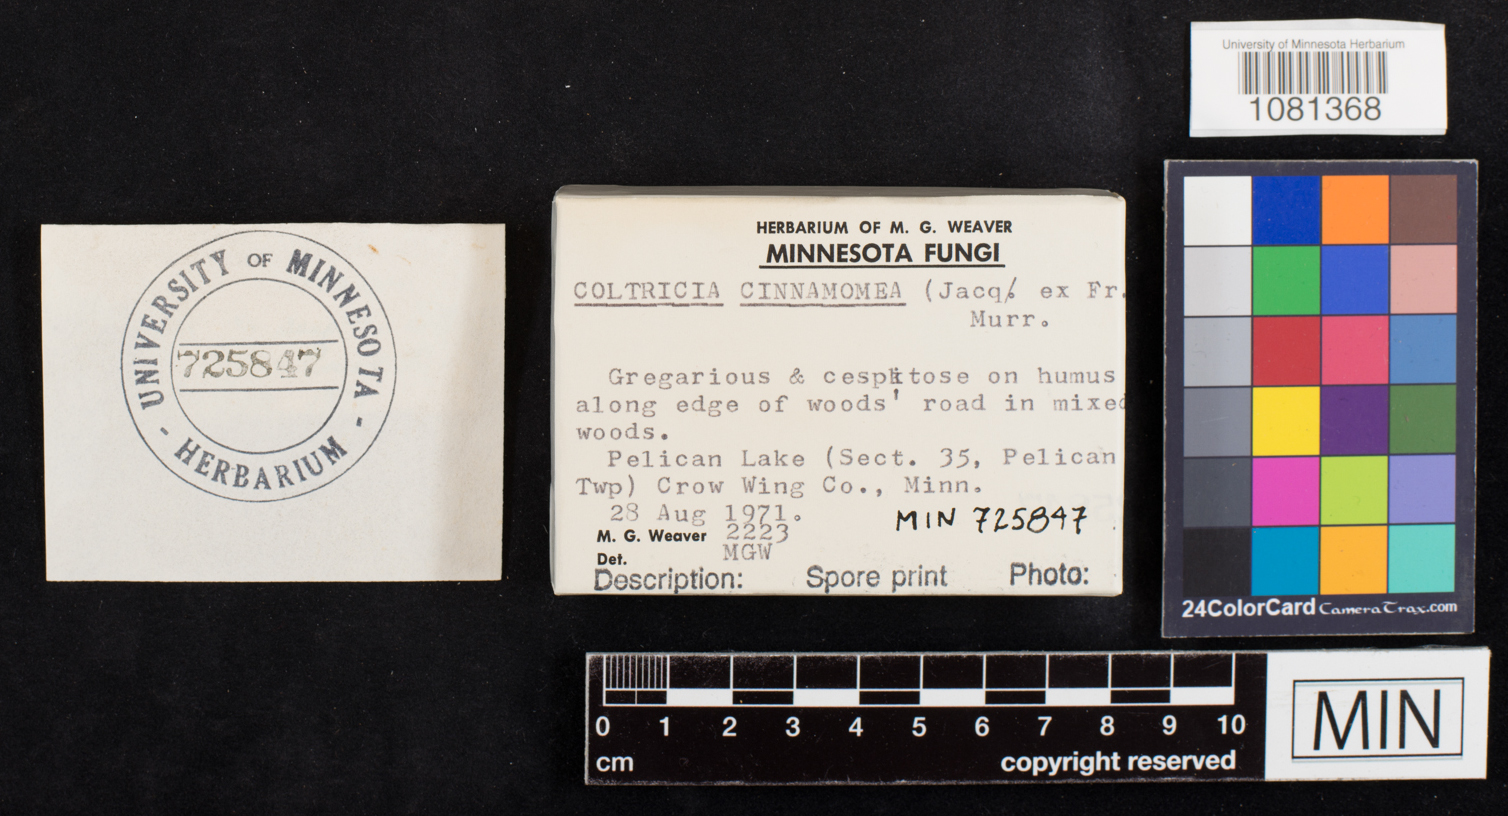 University of Minnesota Herbarium
1081368
UNIVERSITY OF MINNESOTA
- HERBARIUM -
725847
HERBARIUM OF M. G. WEAVER
MINNESOTA FUNGI
COLTRICIA CINNAMOMEA (Jacq. ex Fr.
Murr.
Gregarious & cespitose on humus
along edge of woods' road in mixed
woods.
Pelican Lake (Sect. 35, Pelican
Twp) Crow Wing Co., Minn.
28 Aug 1971.
M. G. Weaver 2223
Det. MGW
MIN 725847
Description: Spore print Photo:
24ColorCard CameraTrax.com
0 1 2 3 4 5 6 7 8 9 10
cm copyright reserved
MIN